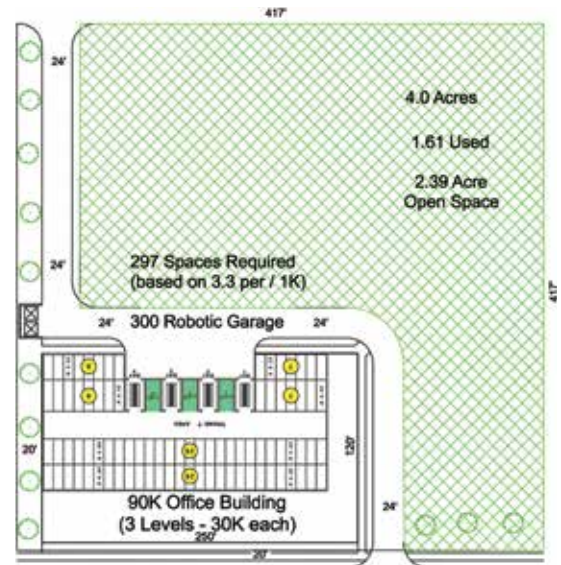 417'
24'
4.0 Acres
1.61 Used
2.39 Acre
Open Space
24'
297 Spaces Required
(based on 3.3 per / 1K)
417'
24'
300 Robotic Garage
24'
120'
20'
90K Office Building
(3 Levels - 30K each)
250'
24'
20'